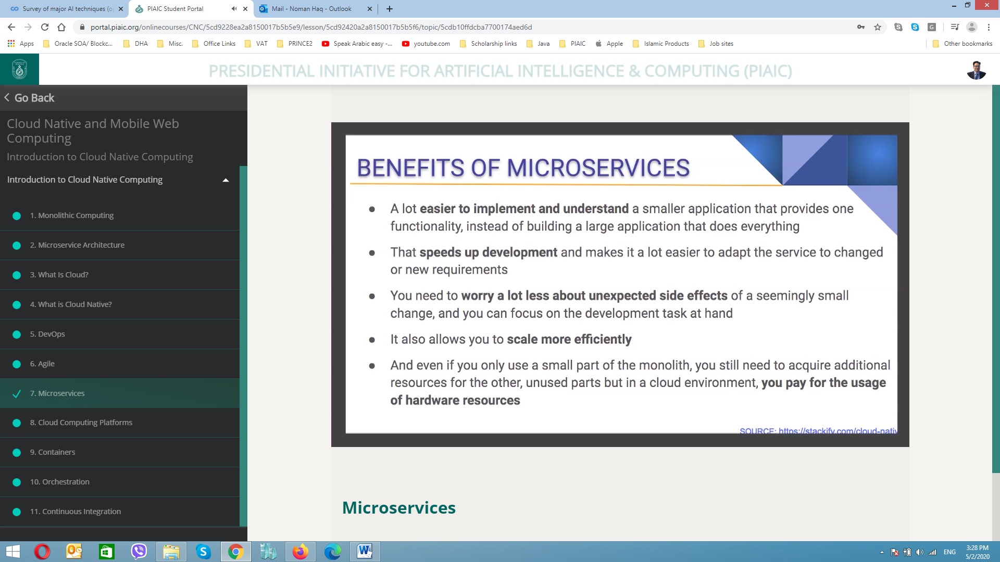 Survey of major AI techniques (o
PIAIC Student Portal
Mail - Noman Haq - Outlook
portal.piaic.org/onlinecourses/CNC/5cd9228ea2a8150017b5b5e9/lesson/5cd92420a2a8150017b5b5f6/topic/5cdb10ffdcba7700174aed6d
Apps
Oracle SOA/ Blockc...
DHA
Misc.
Office Links
VAT
PRINCE2
Speak Arabic easy -...
youtube.com
Scholarship links
Java
PIAIC
Apple
Islamic Products
Job sites
Other bookmarks
PRESIDENTIAL INITIATIVE FOR ARTIFICIAL INTELLIGENCE & COMPUTING (PIAIC)
Go Back
Cloud Native and Mobile Web
Computing
Introduction to Cloud Native Computing
Introduction to Cloud Native Computing
1. Monolithic Computing
2. Microservice Architecture
3. What Is Cloud?
4. What is Cloud Native?
5. DevOps
6. Agile
7. Microservices
8. Cloud Computing Platforms
9. Containers
10. Orchestration
11. Continuous Integration
BENEFITS OF MICROSERVICES
● A lot easier to implement and understand a smaller application that provides one
functionality, instead of building a large application that does everything
● That speeds up development and makes it a lot easier to adapt the service to changed
or new requirements
● You need to worry a lot less about unexpected side effects of a seemingly small
change, and you can focus on the development task at hand
● It also allows you to scale more efficiently
● And even if you only use a small part of the monolith, you still need to acquire additional
resources for the other, unused parts but in a cloud environment, you pay for the usage
of hardware resources
SOURCE: https://stackify.com/cloud-nativ
Microservices
ENG
3:28 PM
5/2/2020